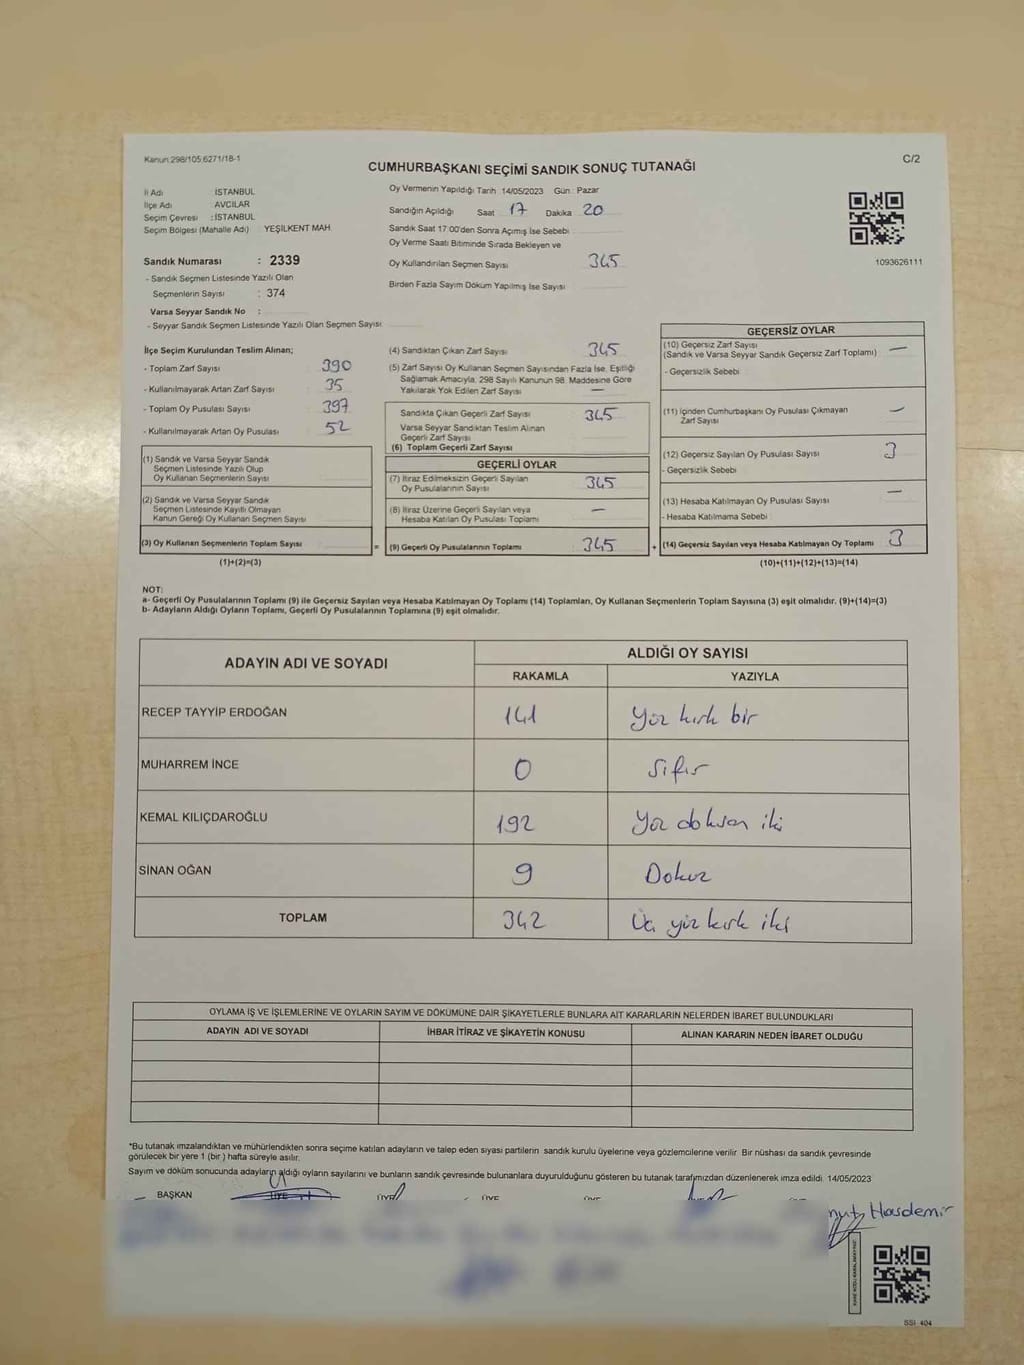 Kanun:298/105;6271/18-1
CUMHURBAŞKANI SEÇİMİ SANDIK SONUÇ TUTANAĞI
C/2
İl Adı : İSTANBUL
İlçe Adı : AVCILAR
Seçim Çevresi : İSTANBUL
Seçim Bölgesi (Mahalle Adı) YEŞİLKENT MAH.
Oy Vermenin Yapıldığı Tarih 14/05/2023 Gün : Pazar
Sandığın Açıldığı Saat 17 Dakika 20
Sandık Saat 17:00'den Sonra Açımış İse Sebebi
Oy Verme Saati Bitiminde Sırada Bekleyen ve
Oy Kullandırılan Seçmen Sayısı 345
Birden Fazla Sayım Döküm Yapılmış İse Sayısı
1093626111
Sandık Numarası : 2339
- Sandık Seçmen Listesinde Yazılı Olan
Seçmenlerin Sayısı : 374
Varsa Seyyar Sandık No :
- Seyyar Sandık Seçmen Listesinde Yazılı Olan Seçmen Sayısı
İlçe Seçim Kurulundan Teslim Alınan;
- Toplam Zarf Sayısı 390
- Kullanılmayarak Artan Zarf Sayısı 35
- Toplam Oy Pusulası Sayısı 397
- Kullanılmayarak Artan Oy Pusulası 52
(1) Sandık ve Varsa Seyyar Sandık
Seçmen Listesinde Yazılı Olup
Oy Kullanan Seçmenlerin Sayısı
(2) Sandık ve Varsa Seyyar Sandık
Seçmen Listesinde Kayıtlı Olmayan
Kanun Gereği Oy Kullanan Seçmen Sayısı
(3) Oy Kullanan Seçmenlerin Toplam Sayısı
(1)+(2)=(3)
(4) Sandıktan Çıkan Zarf Sayısı 345
(5) Zarf Sayısı Oy Kullanan Seçmen Sayısından Fazla İse, Eşitliği
Sağlamak Amacıyla, 298 Sayılı Kanunun 98. Maddesine Göre
Yakılarak Yok Edilen Zarf Sayısı —
Sandıkta Çıkan Geçerli Zarf Sayısı 345
Varsa Seyyar Sandıktan Teslim Alınan
Geçerli Zarf Sayısı
(6) Toplam Geçerli Zarf Sayısı
GEÇERLİ OYLAR
(7) İtiraz Edilmeksizin Geçerli Sayılan
Oy Pusulalarının Sayısı 345
(8) İtiraz Üzerine Geçerli Sayılan veya
Hesaba Katılan Oy Pusulası Toplamı —
= (9) Geçerli Oy Pusulalarının Toplamı 345 +
GEÇERSİZ OYLAR
(10) Geçersiz Zarf Sayısı —
(Sandık ve Varsa Seyyar Sandık Geçersiz Zarf Toplamı)
- Geçersizlik Sebebi
(11) İçinden Cumhurbaşkanı Oy Pusulası Çıkmayan —
Zarf Sayısı
(12) Geçersiz Sayılan Oy Pusulası Sayısı 3
- Geçersizlik Sebebi
(13) Hesaba Katılmayan Oy Pusulası Sayısı —
- Hesaba Katılmama Sebebi
(14) Geçersiz Sayılan veya Hesaba Katılmayan Oy Toplamı 3
(10)+(11)+(12)+(13)=(14)
NOT:
a- Geçerli Oy Pusulalarının Toplamı (9) ile Geçersiz Sayılan veya Hesaba Katılmayan Oy Toplamı (14) Toplamları, Oy Kullanan Seçmenlerin Toplam Sayısına (3) eşit olmalıdır. (9)+(14)=(3)
b- Adayların Aldığı Oyların Toplamı, Geçerli Oy Pusulalarının Toplamına (9) eşit olmalıdır.
ADAYIN ADI VE SOYADI
ALDIĞI OY SAYISI
RAKAMLA YAZIYLA
RECEP TAYYİP ERDOĞAN 141 Yüz kırk bir
MUHARREM İNCE 0 Sıfır
KEMAL KILIÇDAROĞLU 192 Yüz doksan iki
SİNAN OĞAN 9 Dokuz
TOPLAM 342 Üç yüz kırk iki
OYLAMA İŞ VE İŞLEMLERİNE VE OYLARIN SAYIM VE DÖKÜMÜNE DAİR ŞİKAYETLERLE BUNLARA AİT KARARLARIN NELERDEN İBARET BULUNDUKLARI
ADAYIN ADI VE SOYADI İHBAR İTİRAZ VE ŞİKAYETİN KONUSU ALINAN KARARIN NEDEN İBARET OLDUĞU
*Bu tutanak imzalandıktan ve mühürlendikten sonra seçime katılan adayların ve talep eden siyasi partilerin sandık kurulu üyelerine veya gözlemcilerine verilir. Bir nüshası da sandık çevresinde
görülecek bir yere 1 (bir) hafta süreyle asılır.
Sayım ve döküm sonucunda adayların aldığı oyların sayılarını ve bunların sandık çevresinde bulunanlara duyurulduğunu gösteren bu tutanak tarafımızdan düzenlenerek imza edildi. 14/05/2023
BAŞKAN ÜYE ÜYE ÜYE ÜYE
Hasdemir
SSI_404